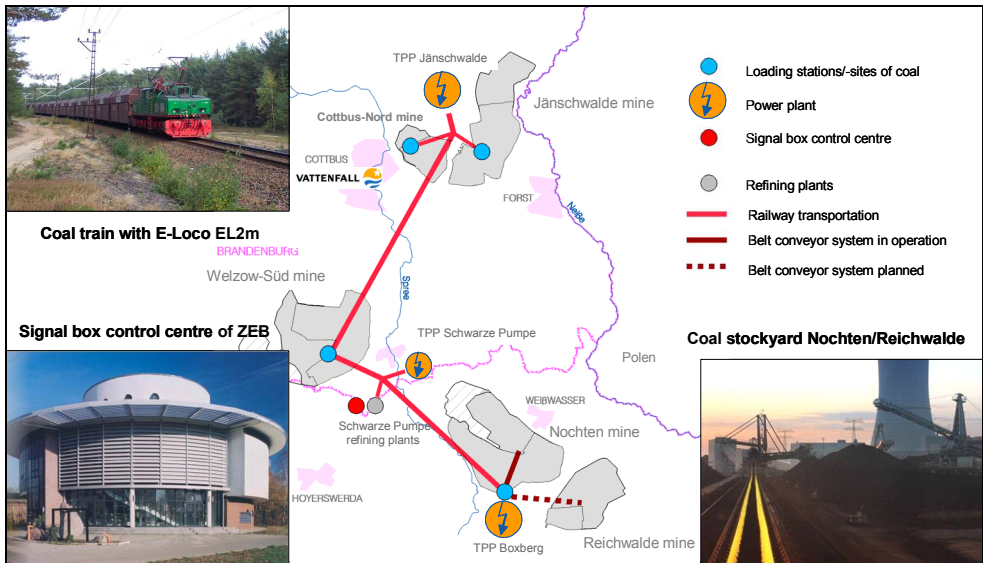 TPP Jänschwalde
Jänschwalde mine
Cottbus-Nord mine
COTTBUS
VATTENFALL
FORST
Neiße
Coal train with E-Loco EL2m
BRANDENBURG
Welzow-Süd mine
Spree
Signal box control centre of ZEB
TPP Schwarze Pumpe
Polen
Schwarze Pumpe
refining plants
WEIßWASSER
Nochten mine
HOYERSWERDA
TPP Boxberg
Reichwalde mine
Loading stations/-sites of coal
Power plant
Signal box control centre
Refining plants
Railway transportation
Belt conveyor system in operation
Belt conveyor system planned
Coal stockyard Nochten/Reichwalde